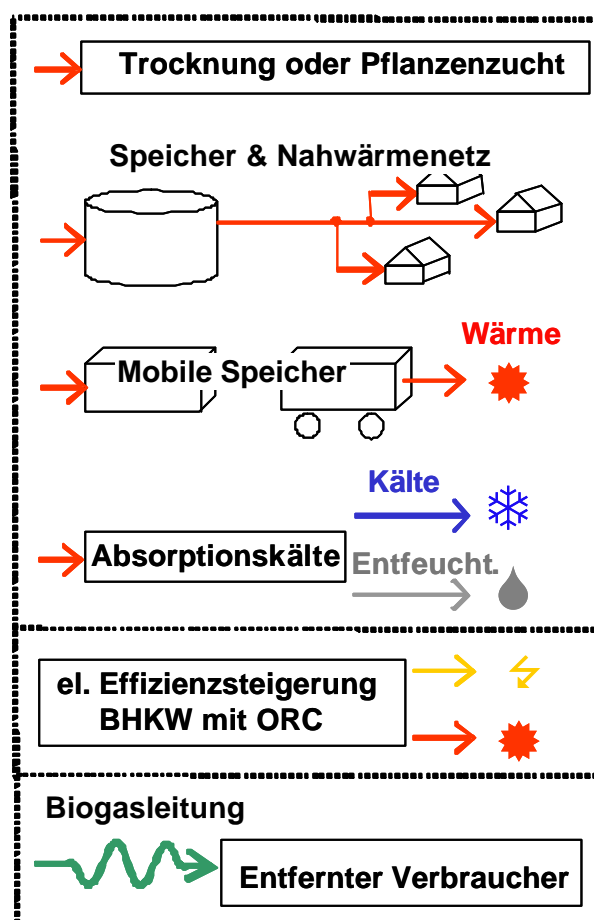 Trocknung oder Pflanzenzucht
Speicher & Nahwärmenetz
Wärme
Mobile Speicher
Kälte
Absorptionskälte
Entfeucht.
el. Effizienzsteigerung
BHKW mit ORC
Biogasleitung
Entfernter Verbraucher